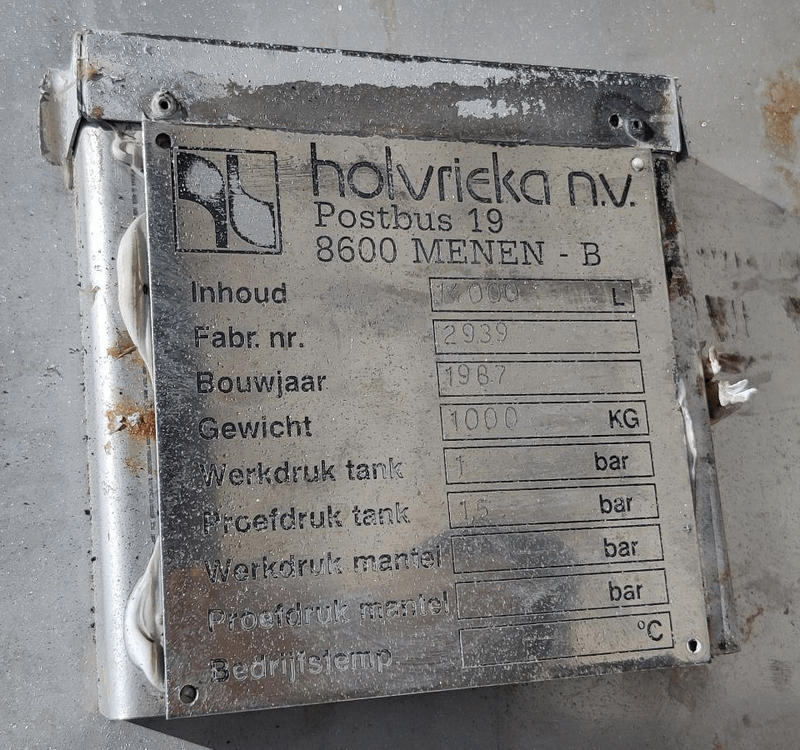 holvrieka n.v.
Postbus 19
8600 MENEN - B
Inhoud L
Fabr. nr. 2939
Bouwjaar 1987
Gewicht 1000 KG
Werkdruk tank 1 bar
Proefdruk tank 1,5 bar
Werkdruk mantel bar
Proefdruk mantel bar
Bedrijfstemp °C